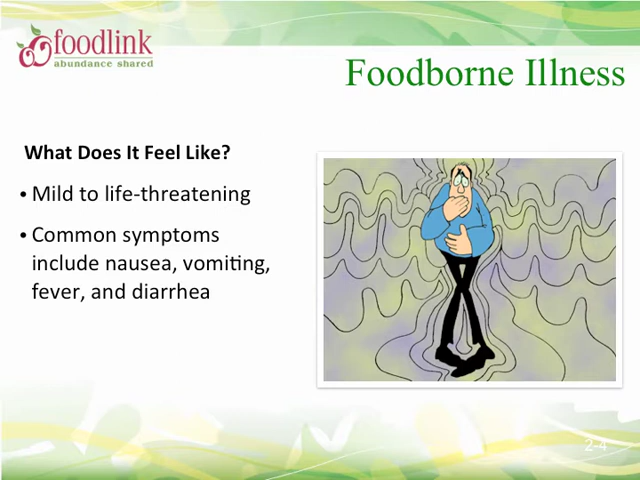 foodlink
abundance shared
Foodborne Illness
What Does It Feel Like?
• Mild to life-threatening
• Common symptoms
include nausea, vomiting,
fever, and diarrhea
2-4